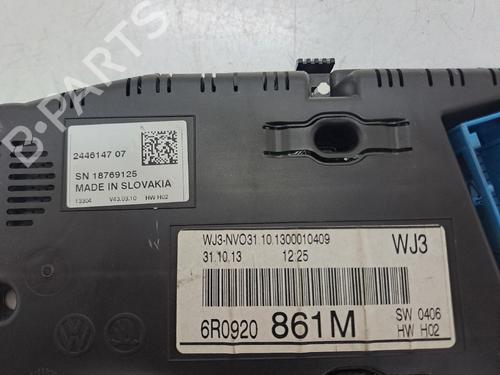 B-PARTS
2446147 07
SN 18769125
MADE IN SLOVAKIA
13304 V43.03.10 HW H02
WJ3-NVO31.10.1300010409 WJ3
31.10.13 12:25
6R0920 861M SW 0406
HW H02